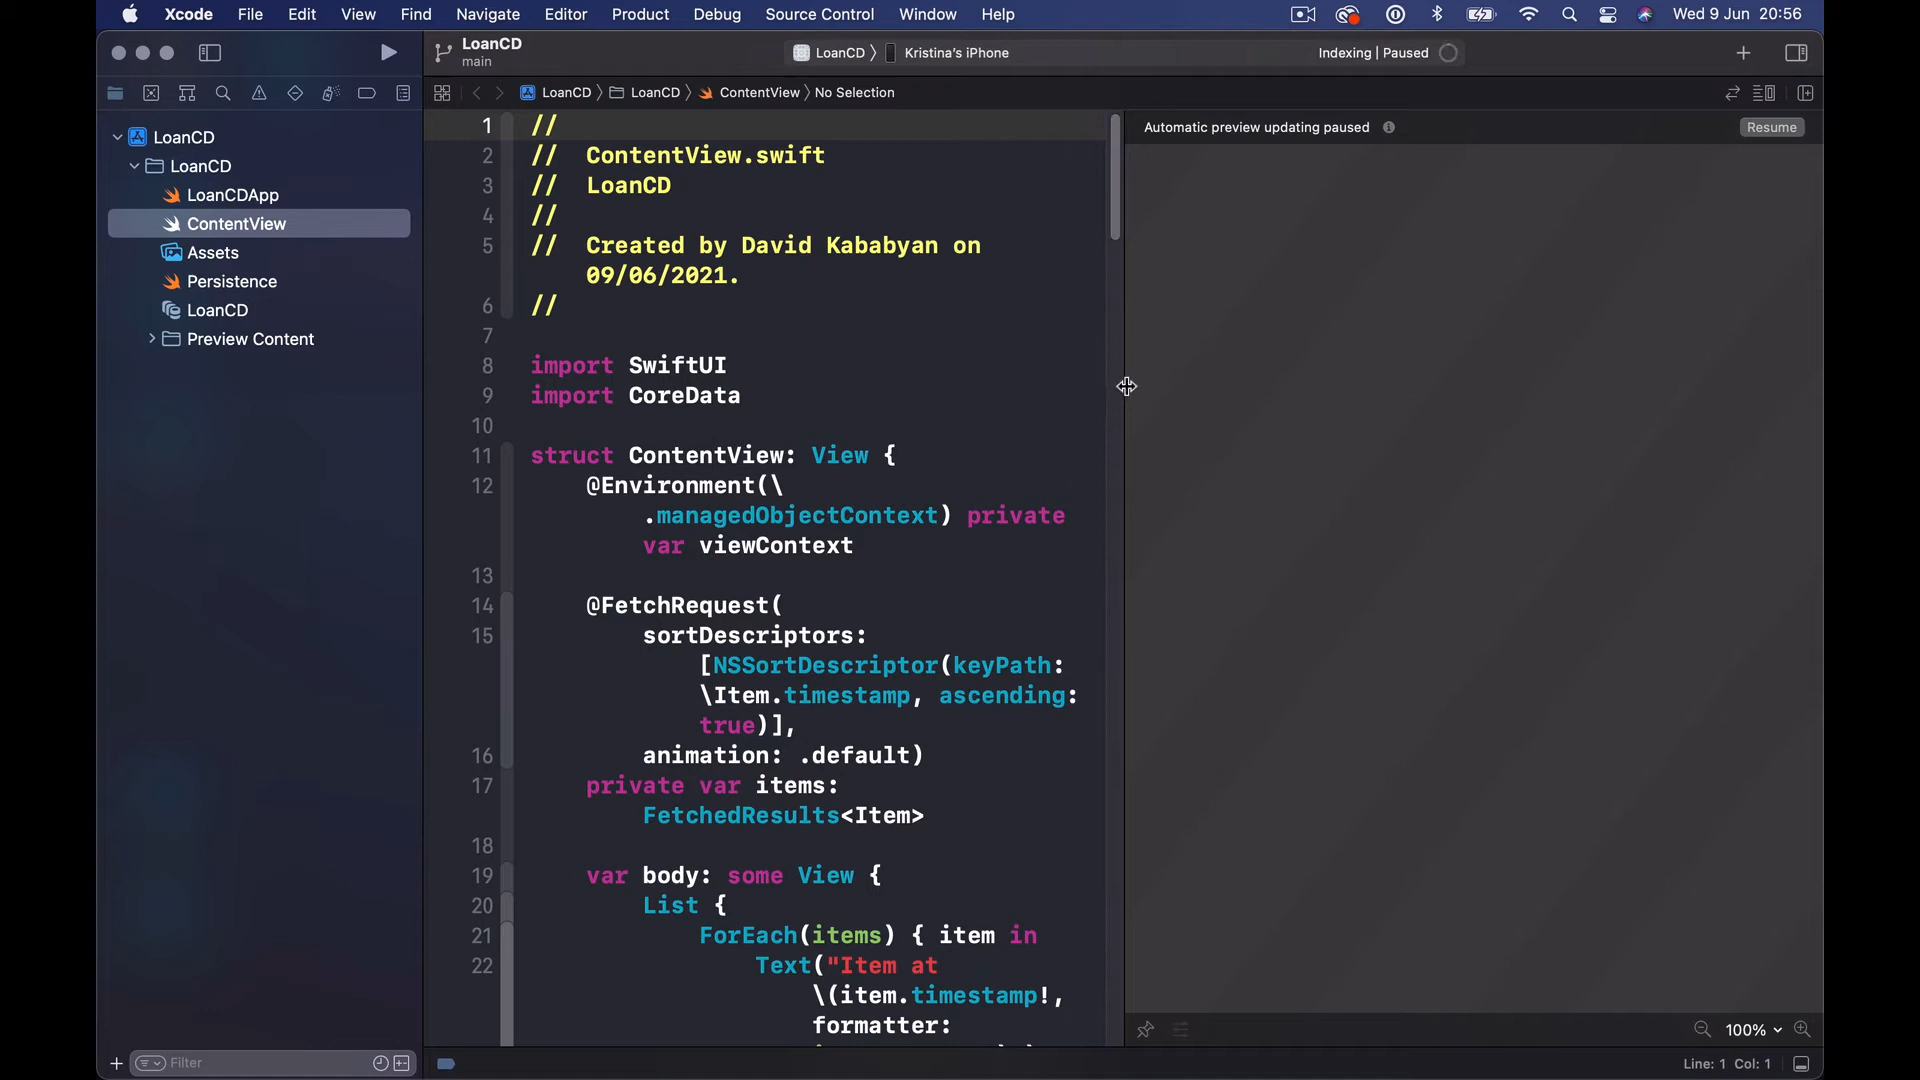 Xcode File Edit View Find Navigate Editor Product Debug Source Control Window Help Wed 9 Jun 20:56
LoanCD
main
LoanCD 〉 Kristina's iPhone
Indexing | Paused
LoanCD 〉 LoanCD 〉 ContentView 〉 No Selection
LoanCD
LoanCD
LoanCDApp
ContentView
Assets
Persistence
LoanCD
Preview Content
Filter
1 //
2 // ContentView.swift
3 // LoanCD
4 //
5 // Created by David Kababyan on
09/06/2021.
6 //
7
8 import SwiftUI
9 import CoreData
10
11 struct ContentView: View {
12 @Environment(\
.managedObjectContext) private
var viewContext
13
14 @FetchRequest(
15 sortDescriptors:
[NSSortDescriptor(keyPath:
\Item.timestamp, ascending:
true)],
16 animation: .default)
17 private var items:
FetchedResults<Item>
18
19 var body: some View {
20 List {
21 ForEach(items) { item in
22 Text("Item at
\(item.timestamp!,
formatter:
Automatic preview updating paused
Resume
100%
Line: 1 Col: 1